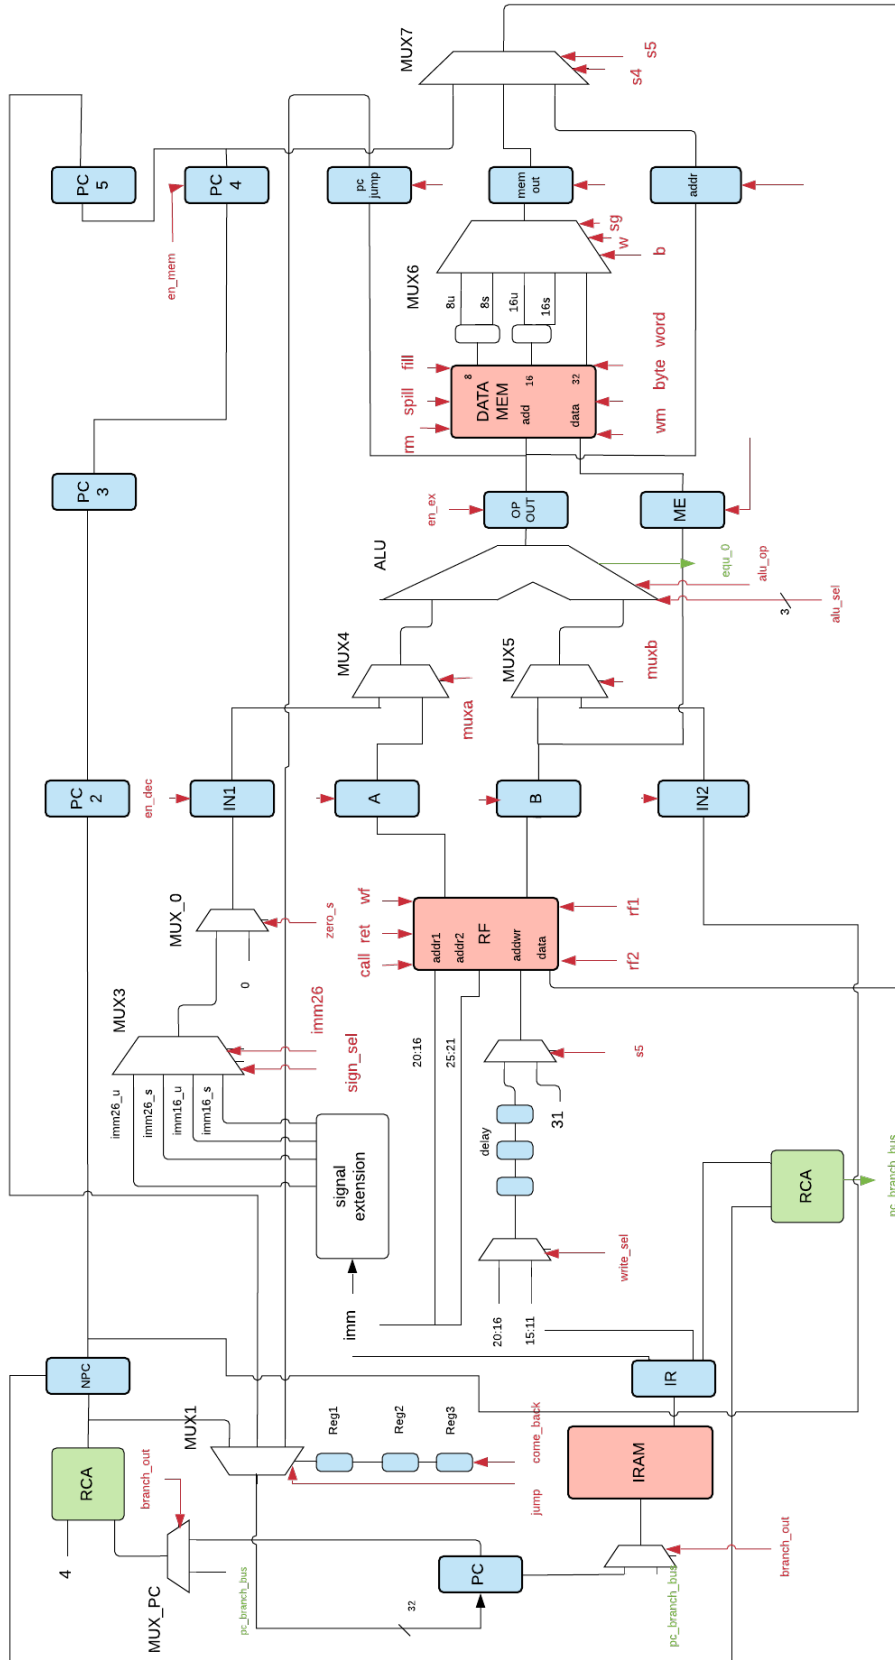 MUX7
s5
s4
PC
5
PC
4
pc
jump
mem
out
addr
en_mem
sg
w
b
MUX6
8u
8s
16u
16s
fill
spill
rm
8
DATA
MEM
add
16
32
data
word
byte
wm
PC
3
en_ex
OP
OUT
ME
ALU
equ_0
alu_op
3
alu_sel
MUX4
MUX5
muxa
muxb
PC
2
en_dec
IN1
A
B
IN2
MUX_0
zero_s
0
wf
ret
call
addr1
addr2
RF
addwr
data
rf1
rf2
MUX3
imm26
sign_sel
imm26_u
imm26_s
imm16_u
imm16_s
20:16
25:21
s5
31
delay
signal
extension
imm
write_sel
20:16
15:11
RCA
pc_branch_bus
NPC
IR
MUX1
Reg1
Reg2
Reg3
come_back
jump
RCA
IRAM
branch_out
4
MUX_PC
pc_branch_bus
32
PC
branch_out
pc_branch_bus